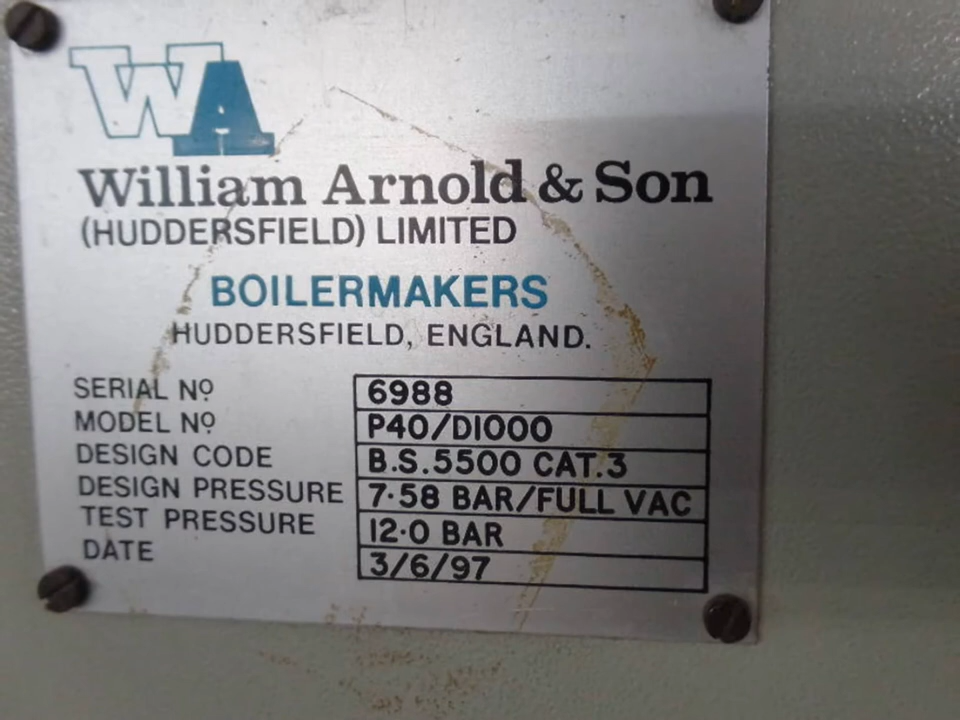 WA
William Arnold & Son
(HUDDERSFIELD) LIMITED
BOILERMAKERS
HUDDERSFIELD, ENGLAND.
SERIAL Nº 6988
MODEL Nº P40/D1000
DESIGN CODE B.S.5500 CAT.3
DESIGN PRESSURE 7·58 BAR/FULL VAC
TEST PRESSURE 12·0 BAR
DATE 3/6/97